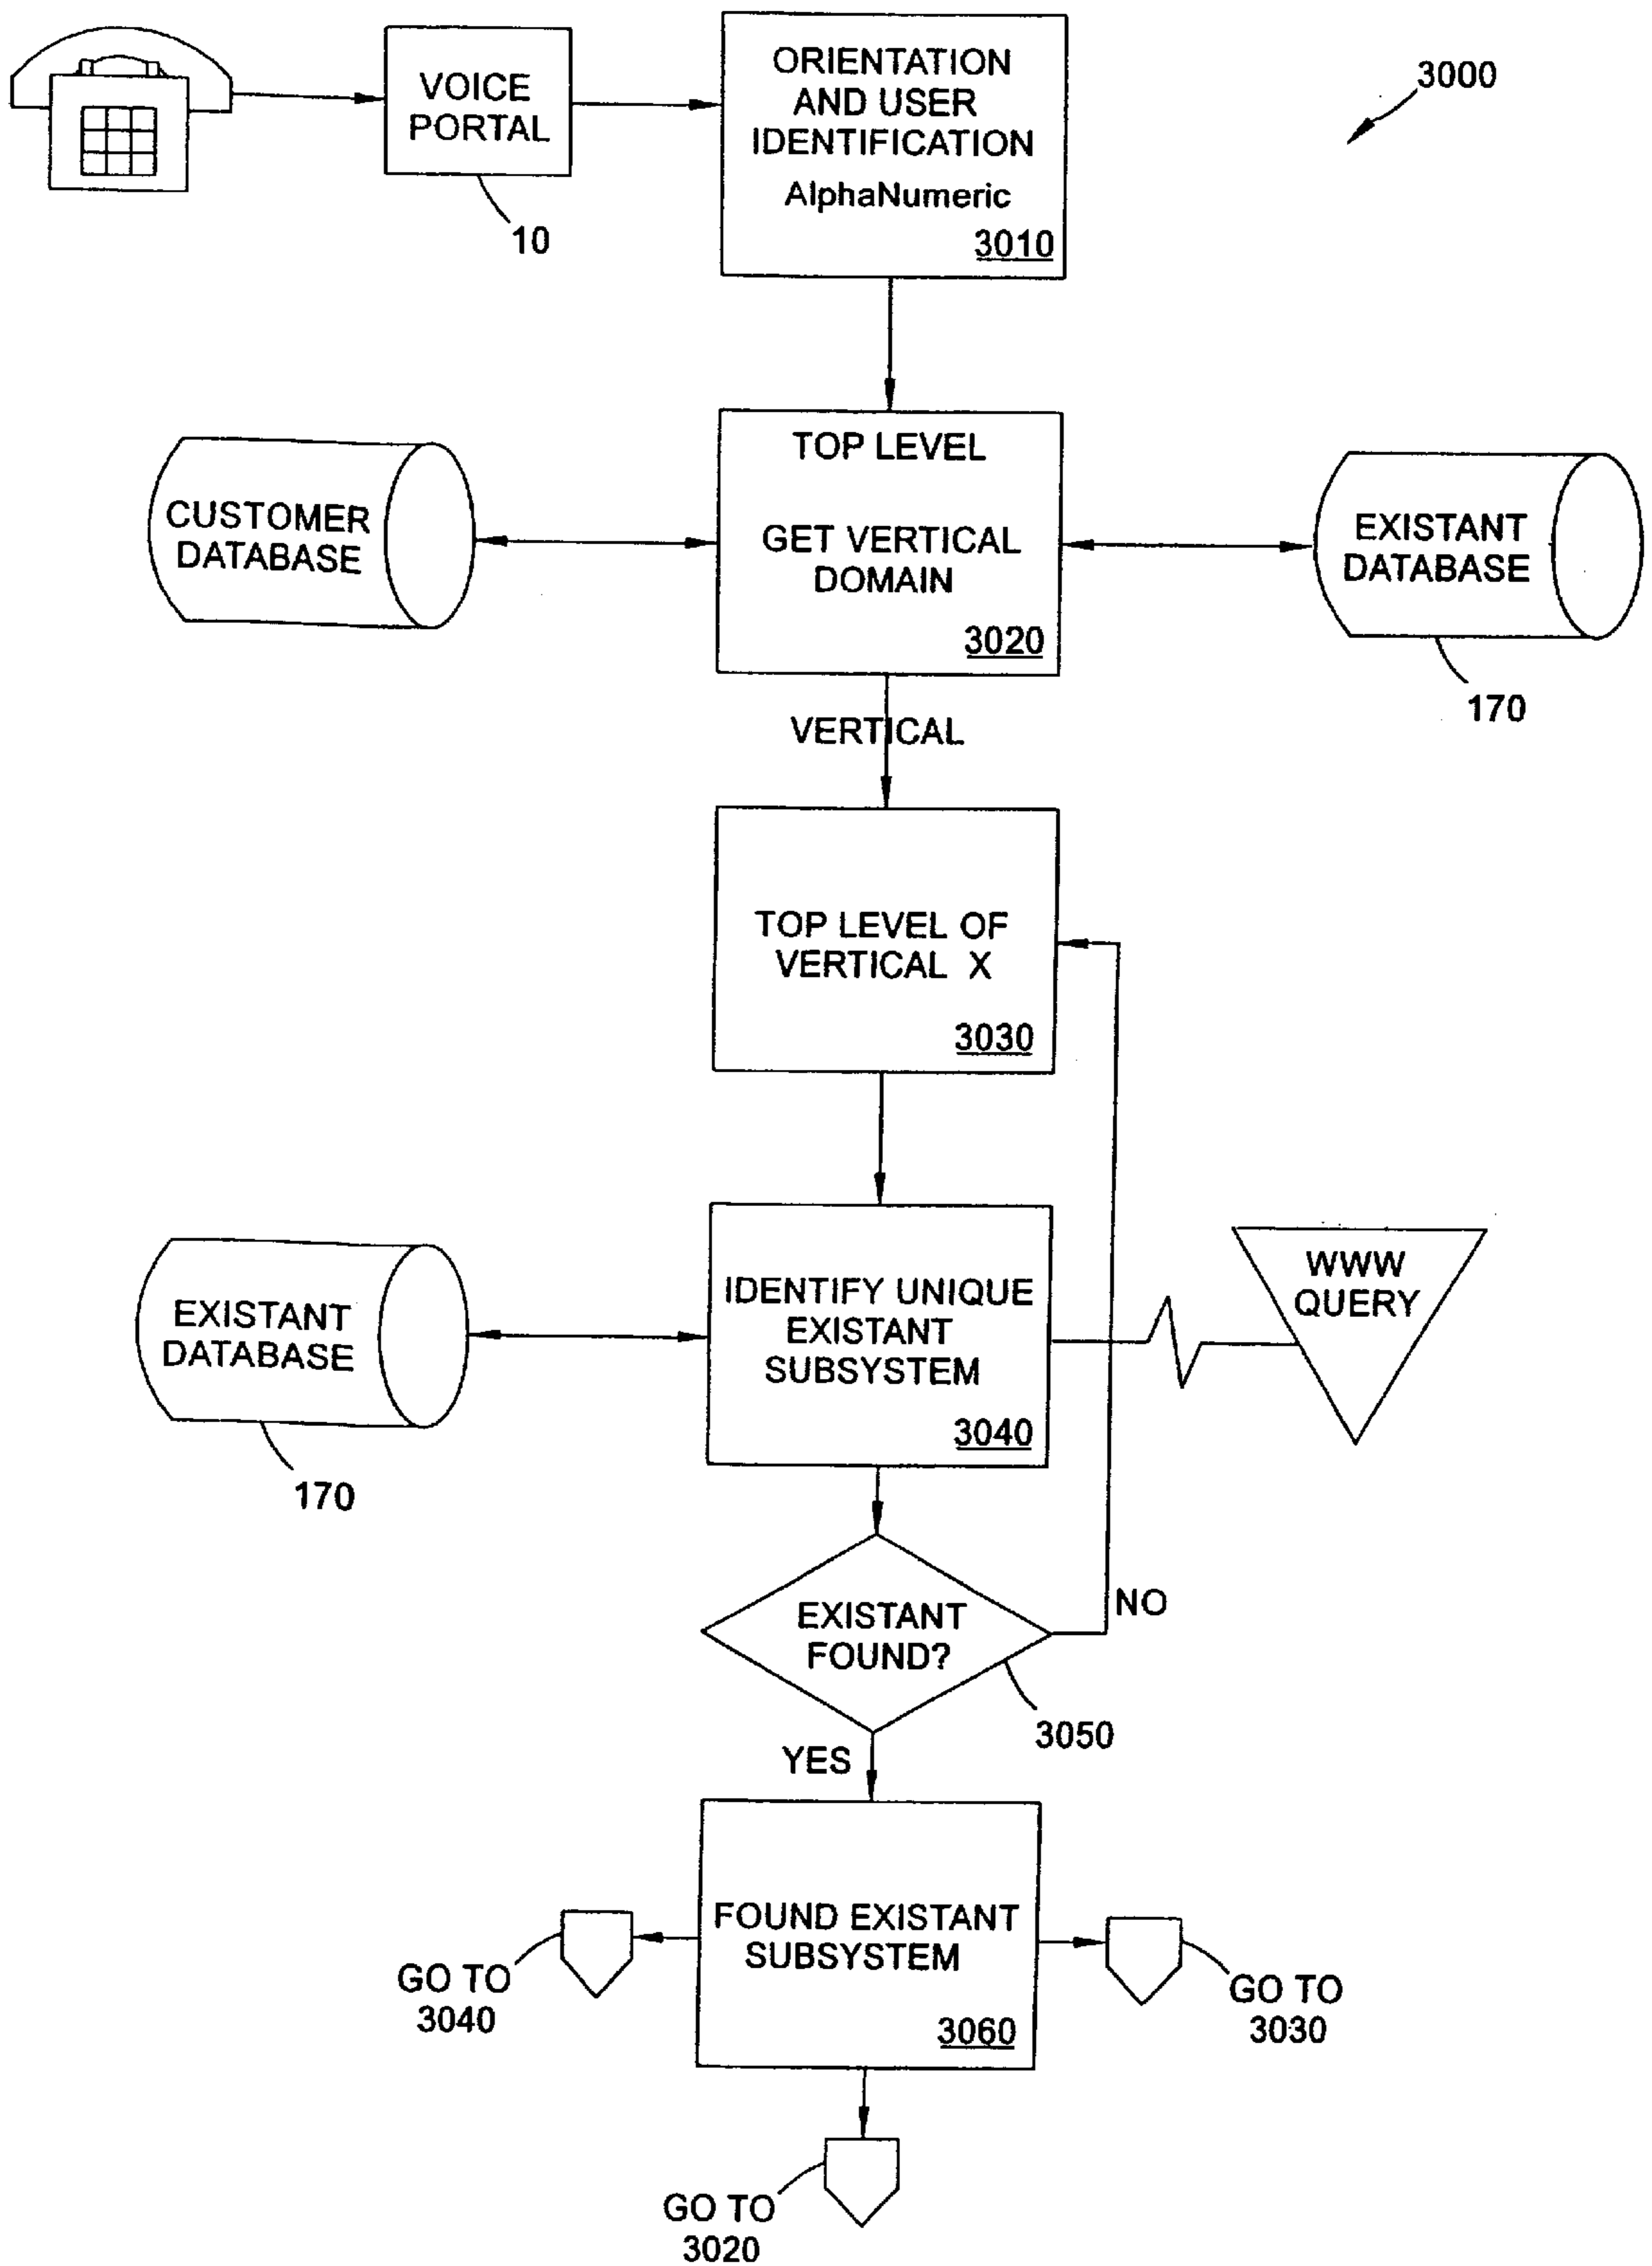 VOICE
PORTAL
10
ORIENTATION
AND USER
IDENTIFICATION
AlphaNumeric
3010
3000
CUSTOMER
DATABASE
TOP LEVEL
GET VERTICAL
DOMAIN
3020
EXISTANT
DATABASE
170
VERTICAL
TOP LEVEL OF
VERTICAL X
3030
EXISTANT
DATABASE
170
IDENTIFY UNIQUE
EXISTANT
SUBSYSTEM
3040
WWW
QUERY
EXISTANT
FOUND?
NO
3050
YES
FOUND EXISTANT
SUBSYSTEM
3060
GO TO
3040
GO TO
3030
GO TO
3020